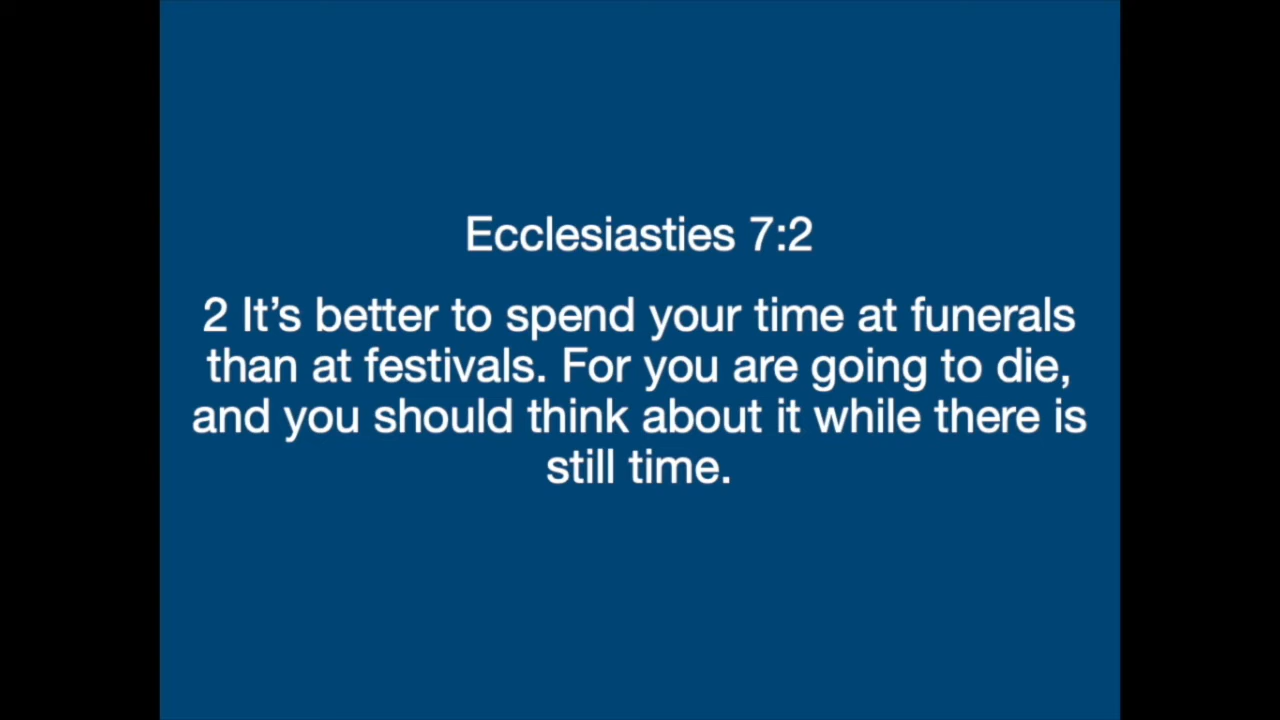 Ecclesiasties 7:2
2 It’s better to spend your time at funerals
than at festivals. For you are going to die,
and you should think about it while there is
still time.